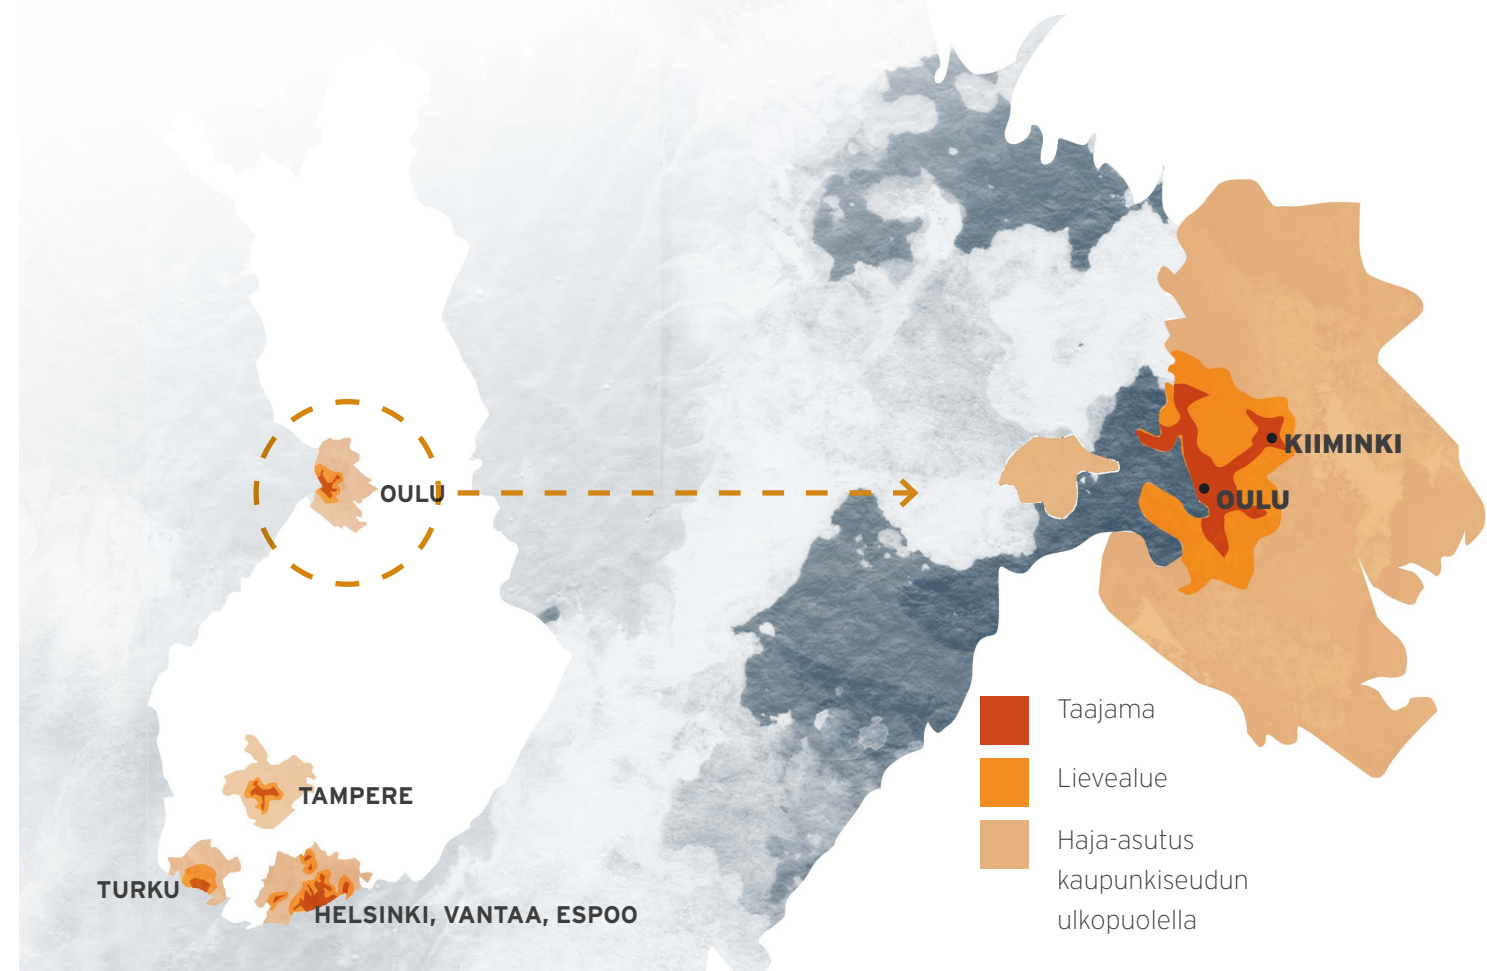 OULU
TAMPERE
TURKU
HELSINKI, VANTAA, ESPOO
KIIMINKI
OULU
Taajama
Lievealue
Haja-asutus
kaupunkiseudun
ulkopuolella